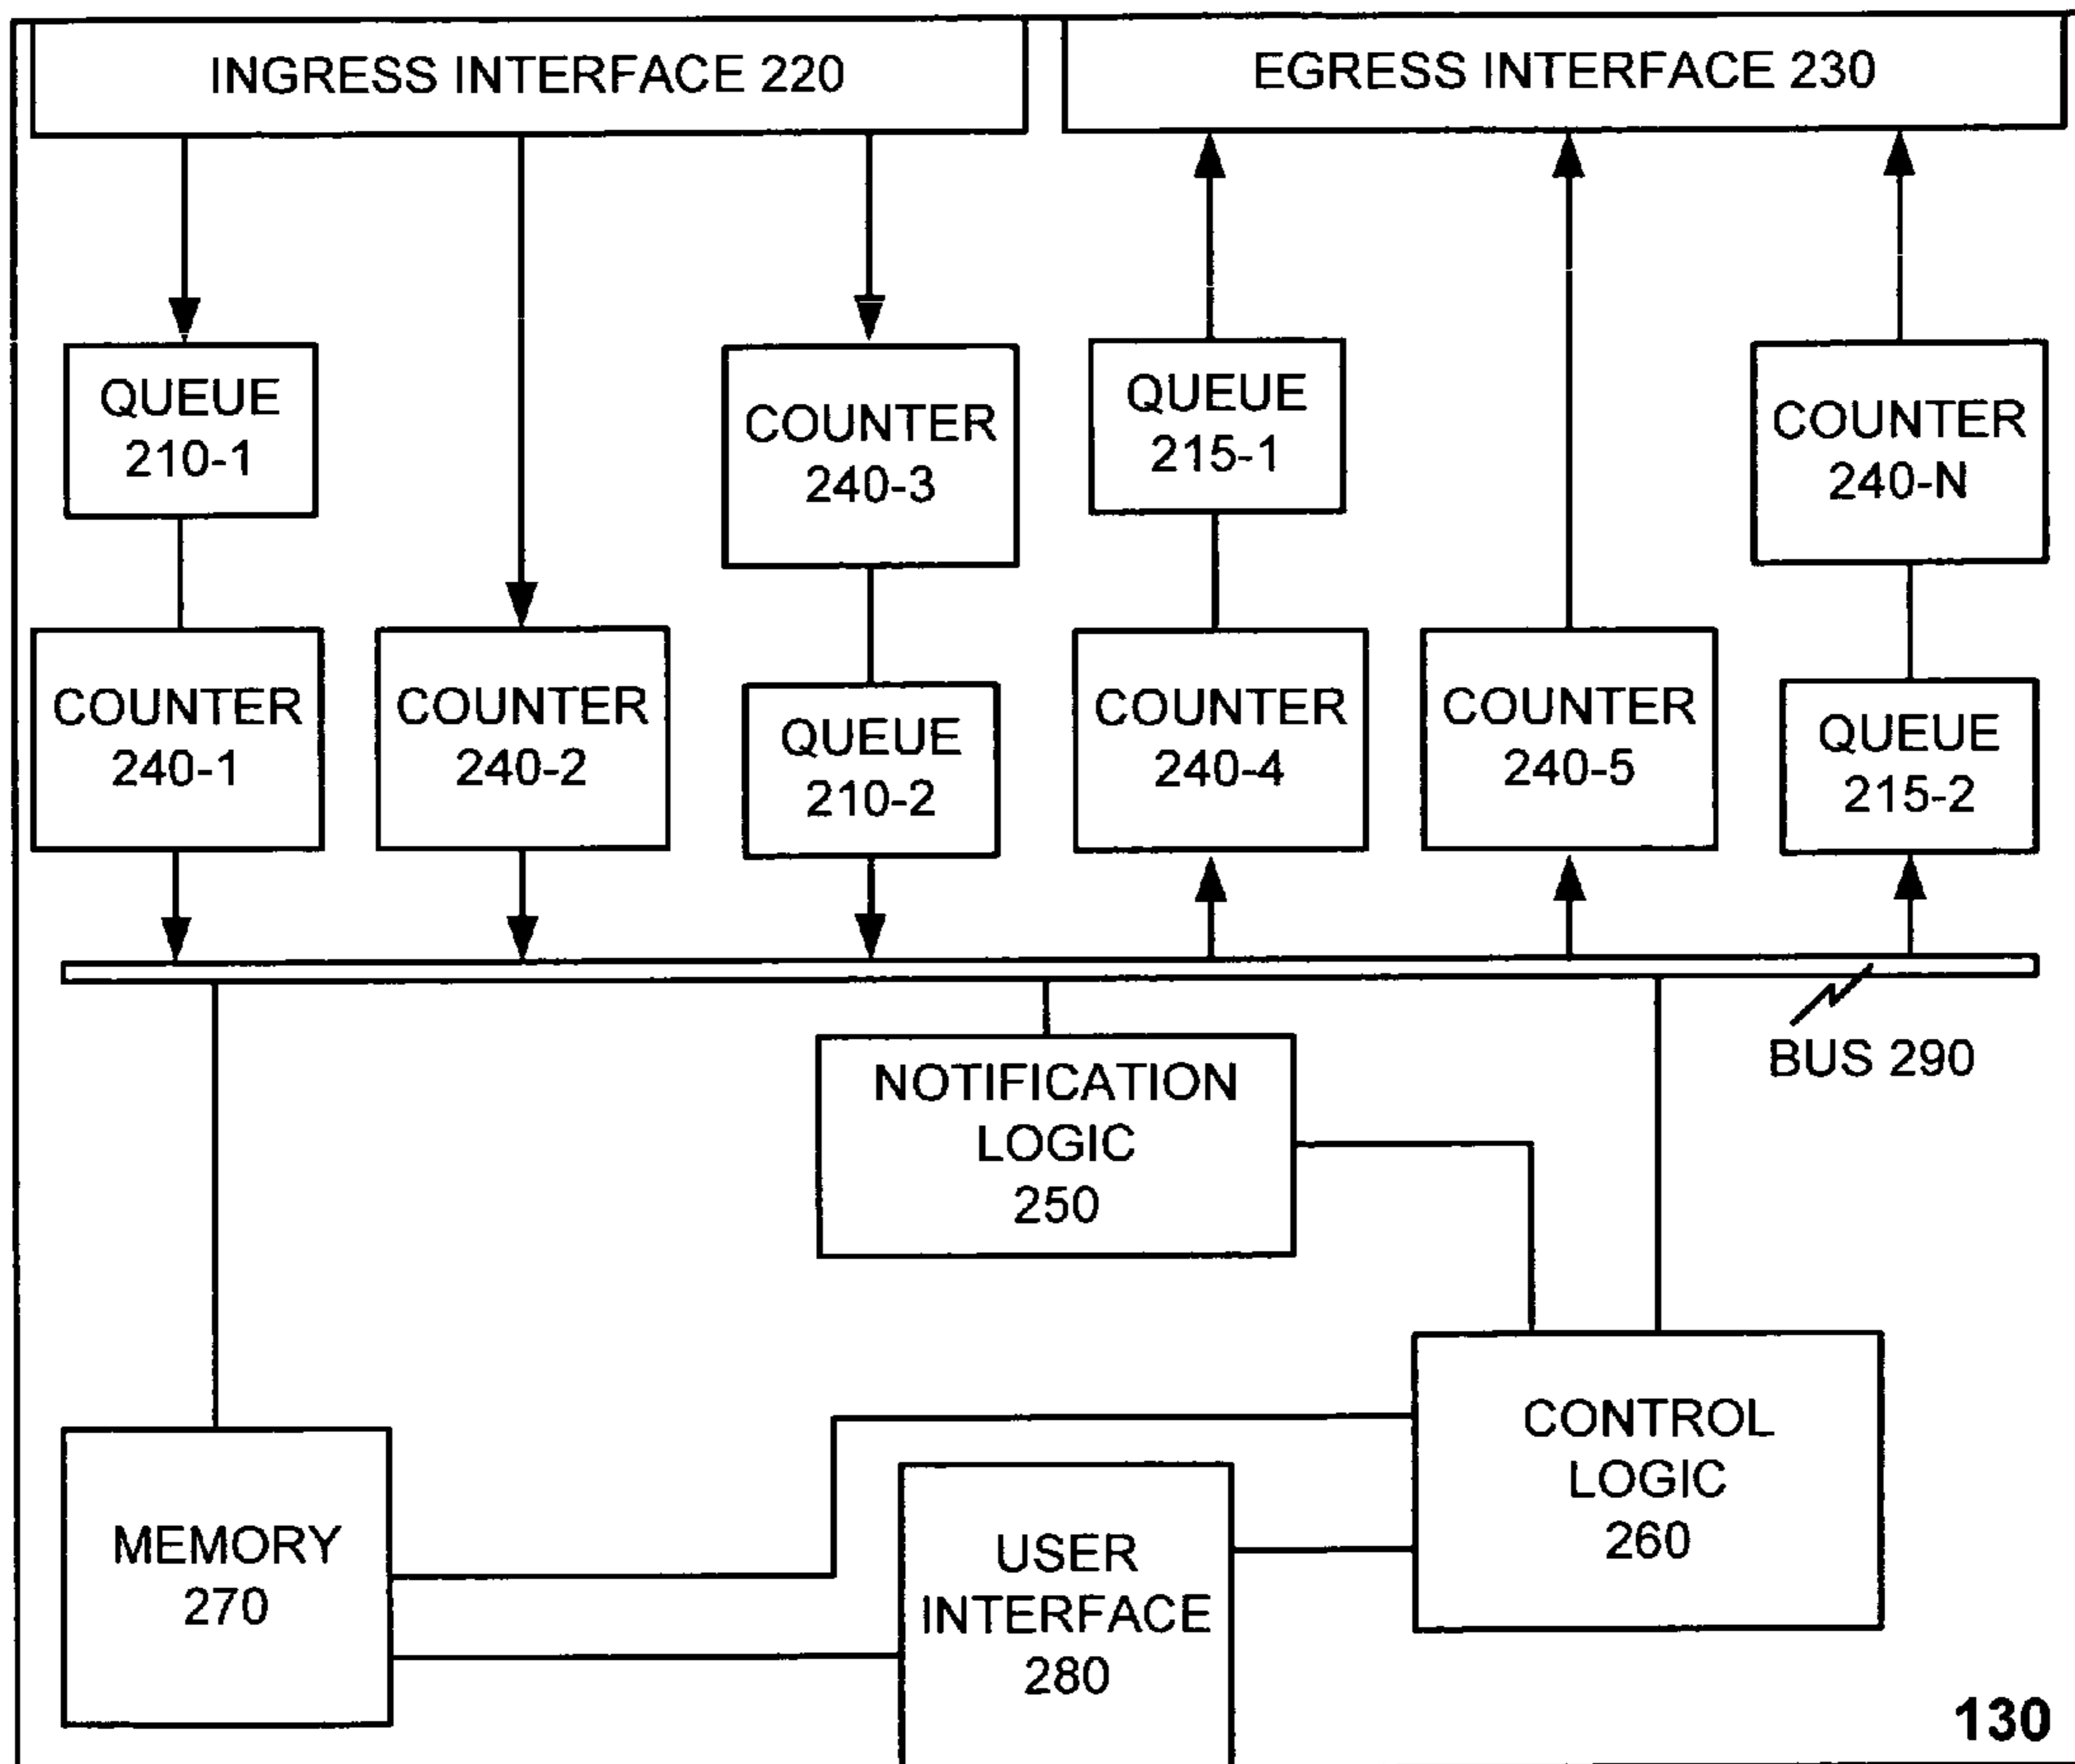 INGRESS INTERFACE 220
EGRESS INTERFACE 230
QUEUE
210-1
COUNTER
240-3
QUEUE
215-1
COUNTER
240-N
COUNTER
240-1
COUNTER
240-2
QUEUE
210-2
COUNTER
240-4
COUNTER
240-5
QUEUE
215-2
BUS 290
NOTIFICATION
LOGIC
250
CONTROL
LOGIC
260
MEMORY
270
USER
INTERFACE
280
130